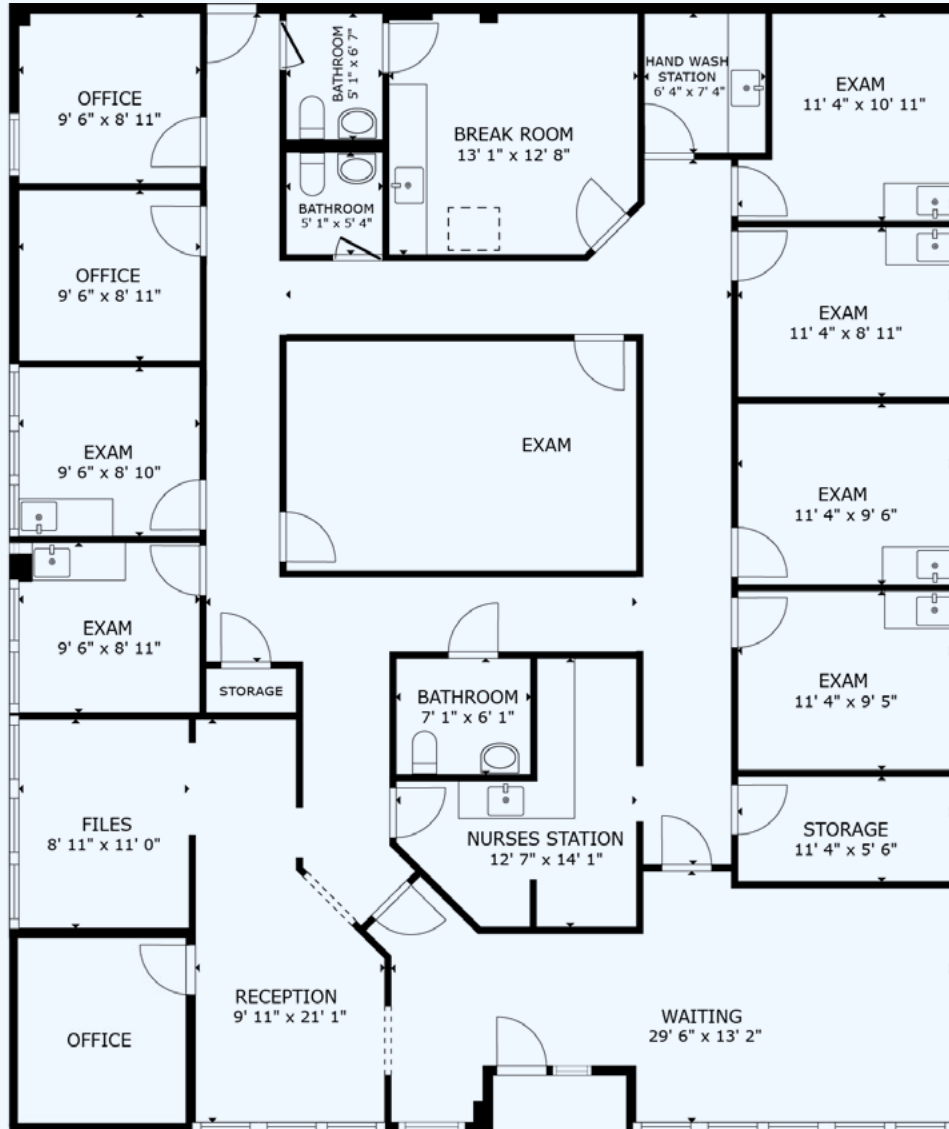 OFFICE
9' 6" x 8' 11"
BATHROOM
5' 1" x 6' 7"
BREAK ROOM
13' 1" x 12' 8"
HAND WASH
STATION
6' 4" x 7' 4"
EXAM
11' 4" x 10' 11"
BATHROOM
5' 1" x 5' 4"
OFFICE
9' 6" x 8' 11"
EXAM
11' 4" x 8' 11"
EXAM
9' 6" x 8' 10"
EXAM
EXAM
11' 4" x 9' 6"
EXAM
9' 6" x 8' 11"
STORAGE
BATHROOM
7' 1" x 6' 1"
EXAM
11' 4" x 9' 5"
FILES
8' 11" x 11' 0"
NURSES STATION
12' 7" x 14' 1"
STORAGE
11' 4" x 5' 6"
OFFICE
RECEPTION
9' 11" x 21' 1"
WAITING
29' 6" x 13' 2"